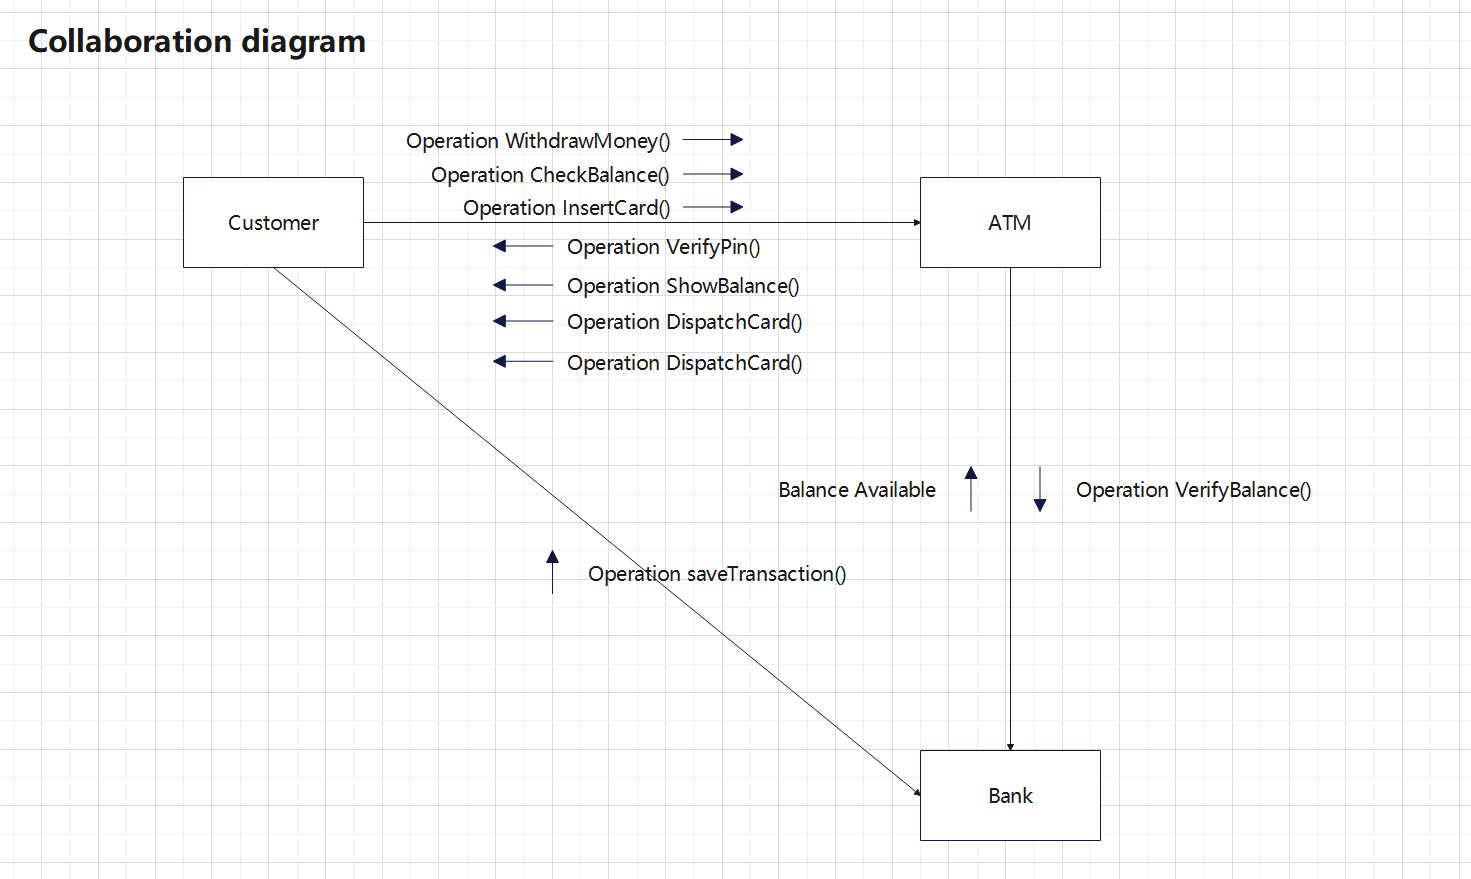 Collaboration diagram
Operation WithdrawMoney()
Operation CheckBalance()
Operation InsertCard()
Customer
ATM
Operation VerifyPin()
Operation ShowBalance()
Operation DispatchCard()
Operation DispatchCard()
Balance Available
Operation VerifyBalance()
Operation saveTransaction()
Bank